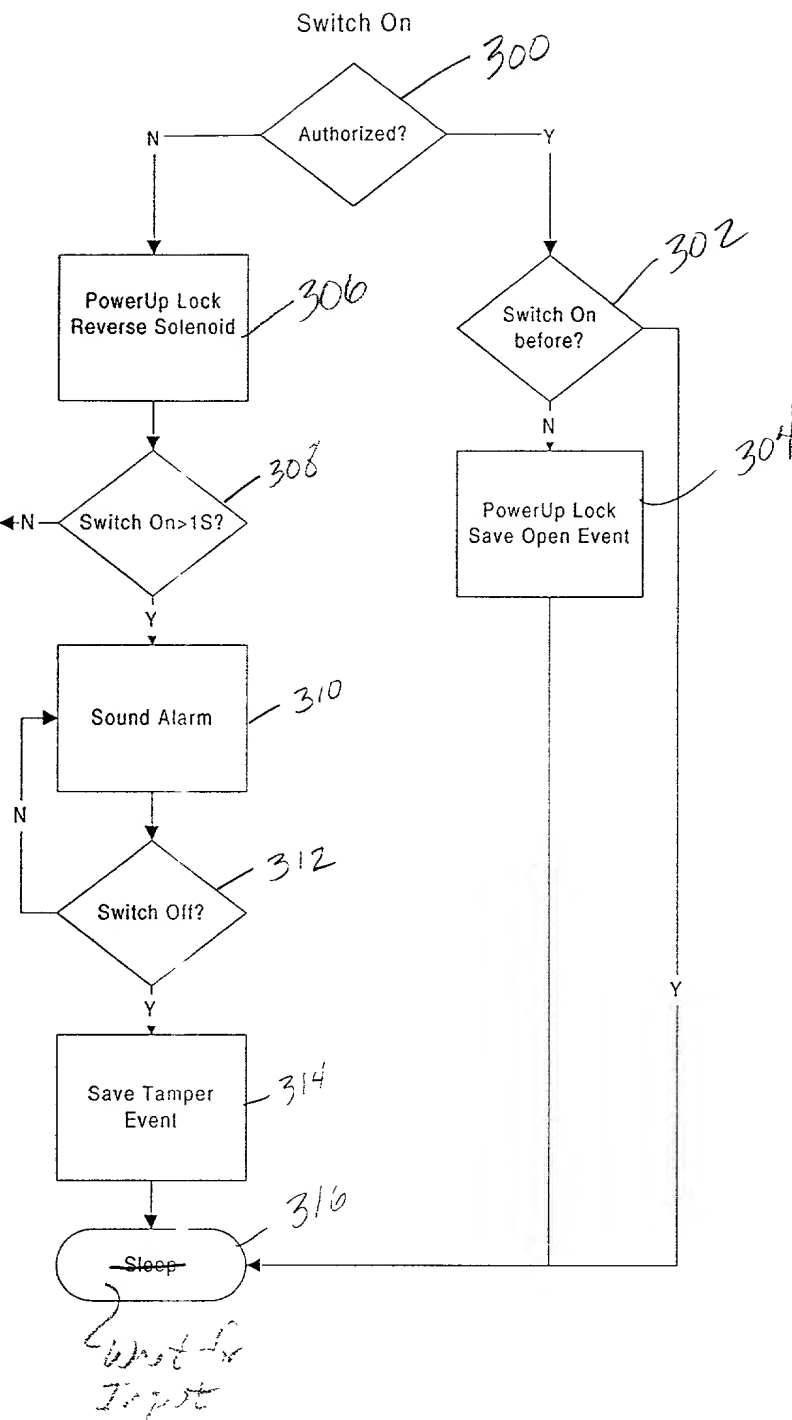 Switch On
300
Authorized?
N
Y
302
PowerUp Lock
Reverse Solenoid
306
Switch On
before?
N
304
308
Switch On>1S?
N
PowerUp Lock
Save Open Event
Y
310
Sound Alarm
N
312
Switch Off?
Y
Y
Save Tamper
Event
314
316
Sleep
Wait for
Input